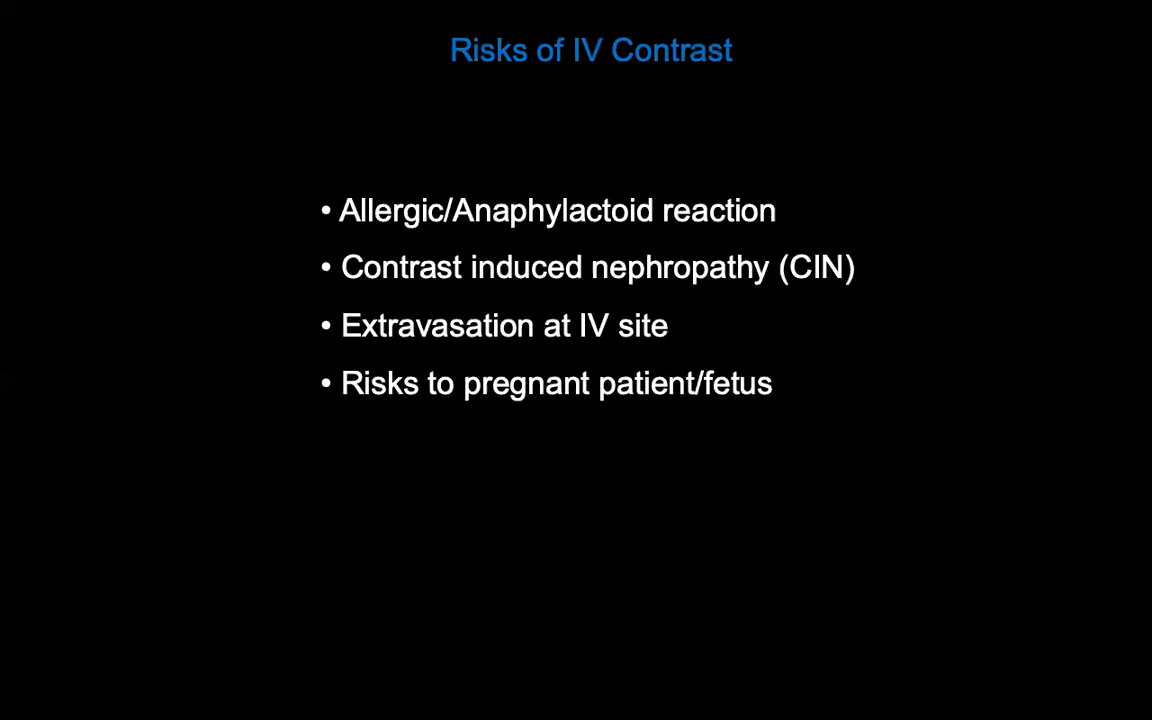 Risks of IV Contrast
• Allergic/Anaphylactoid reaction
• Contrast induced nephropathy (CIN)
• Extravasation at IV site
• Risks to pregnant patient/fetus